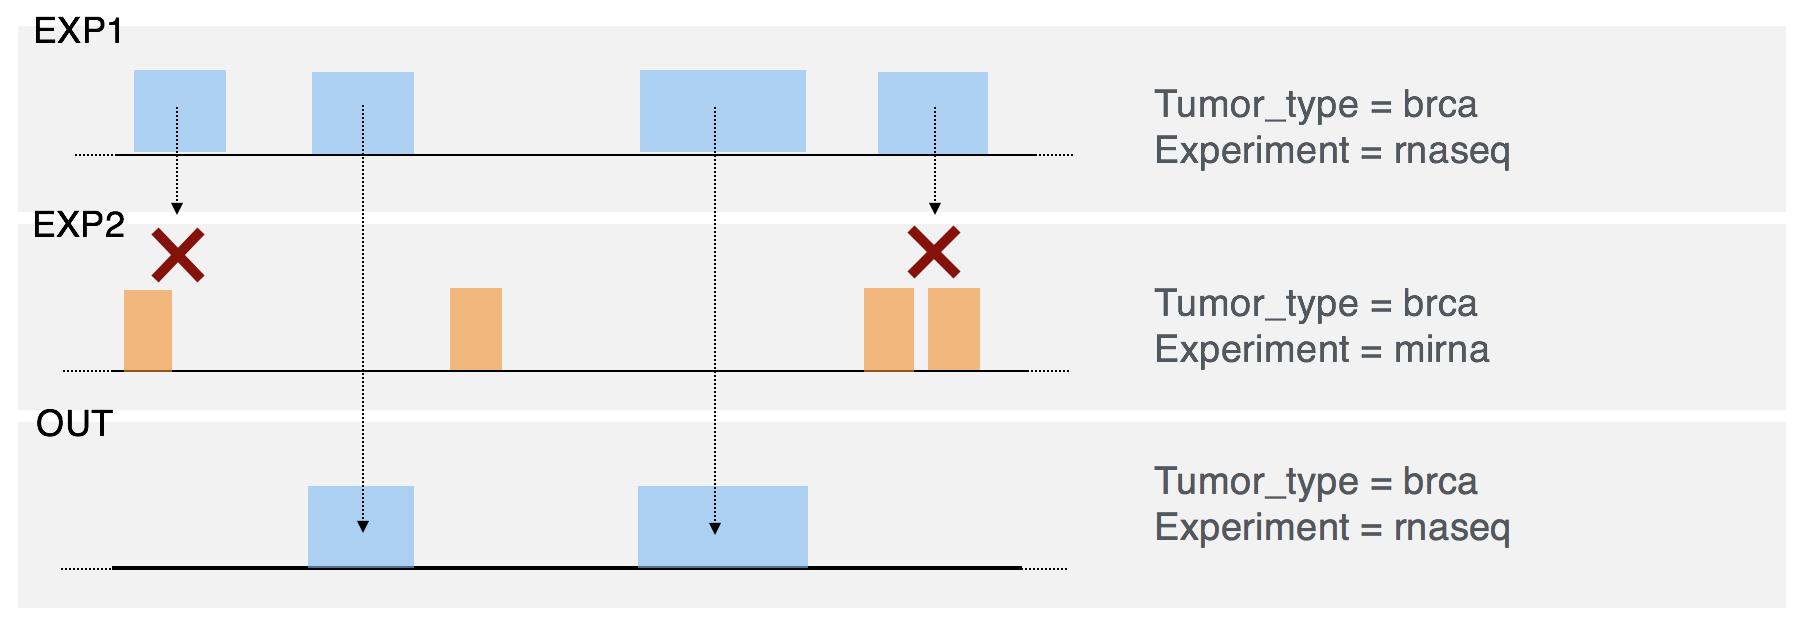 EXP1
Tumor_type = brca
Experiment = rnaseq
EXP2
Tumor_type = brca
Experiment = mirna
OUT
Tumor_type = brca
Experiment = rnaseq